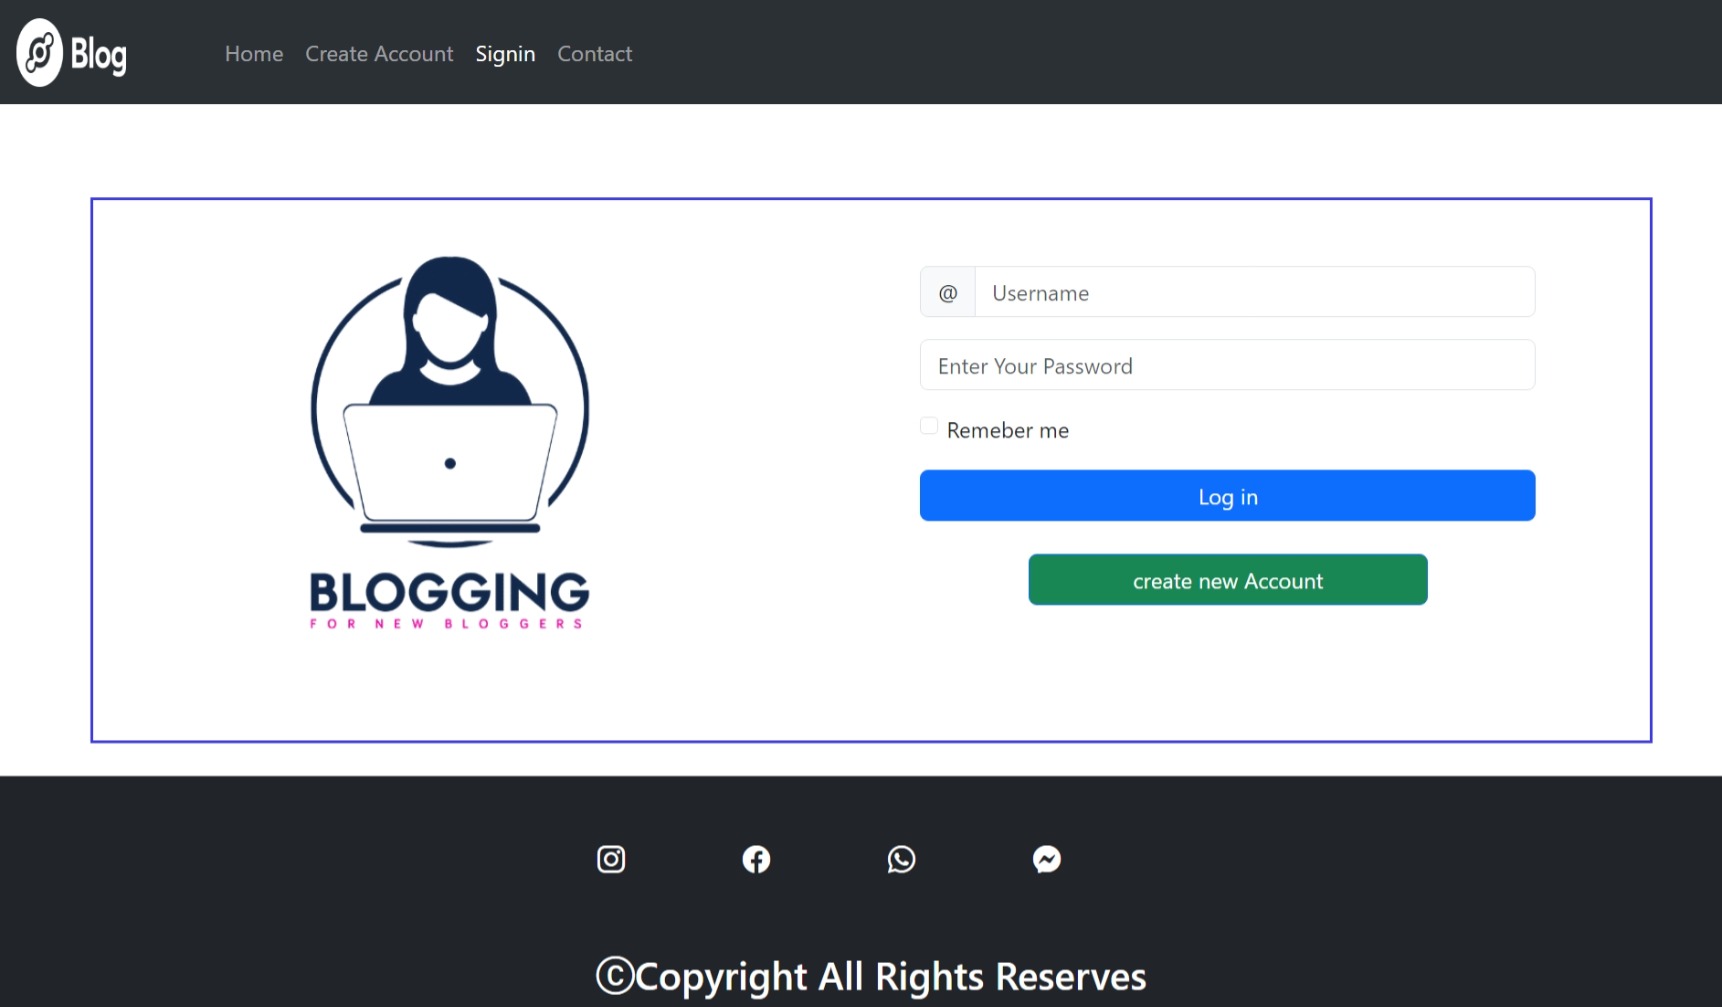 Blog
Home Create Account Signin Contact
@ Username
Enter Your Password
Remeber me
Log in
create new Account
BLOGGING
FOR NEW BLOGGERS
©Copyright All Rights Reserves